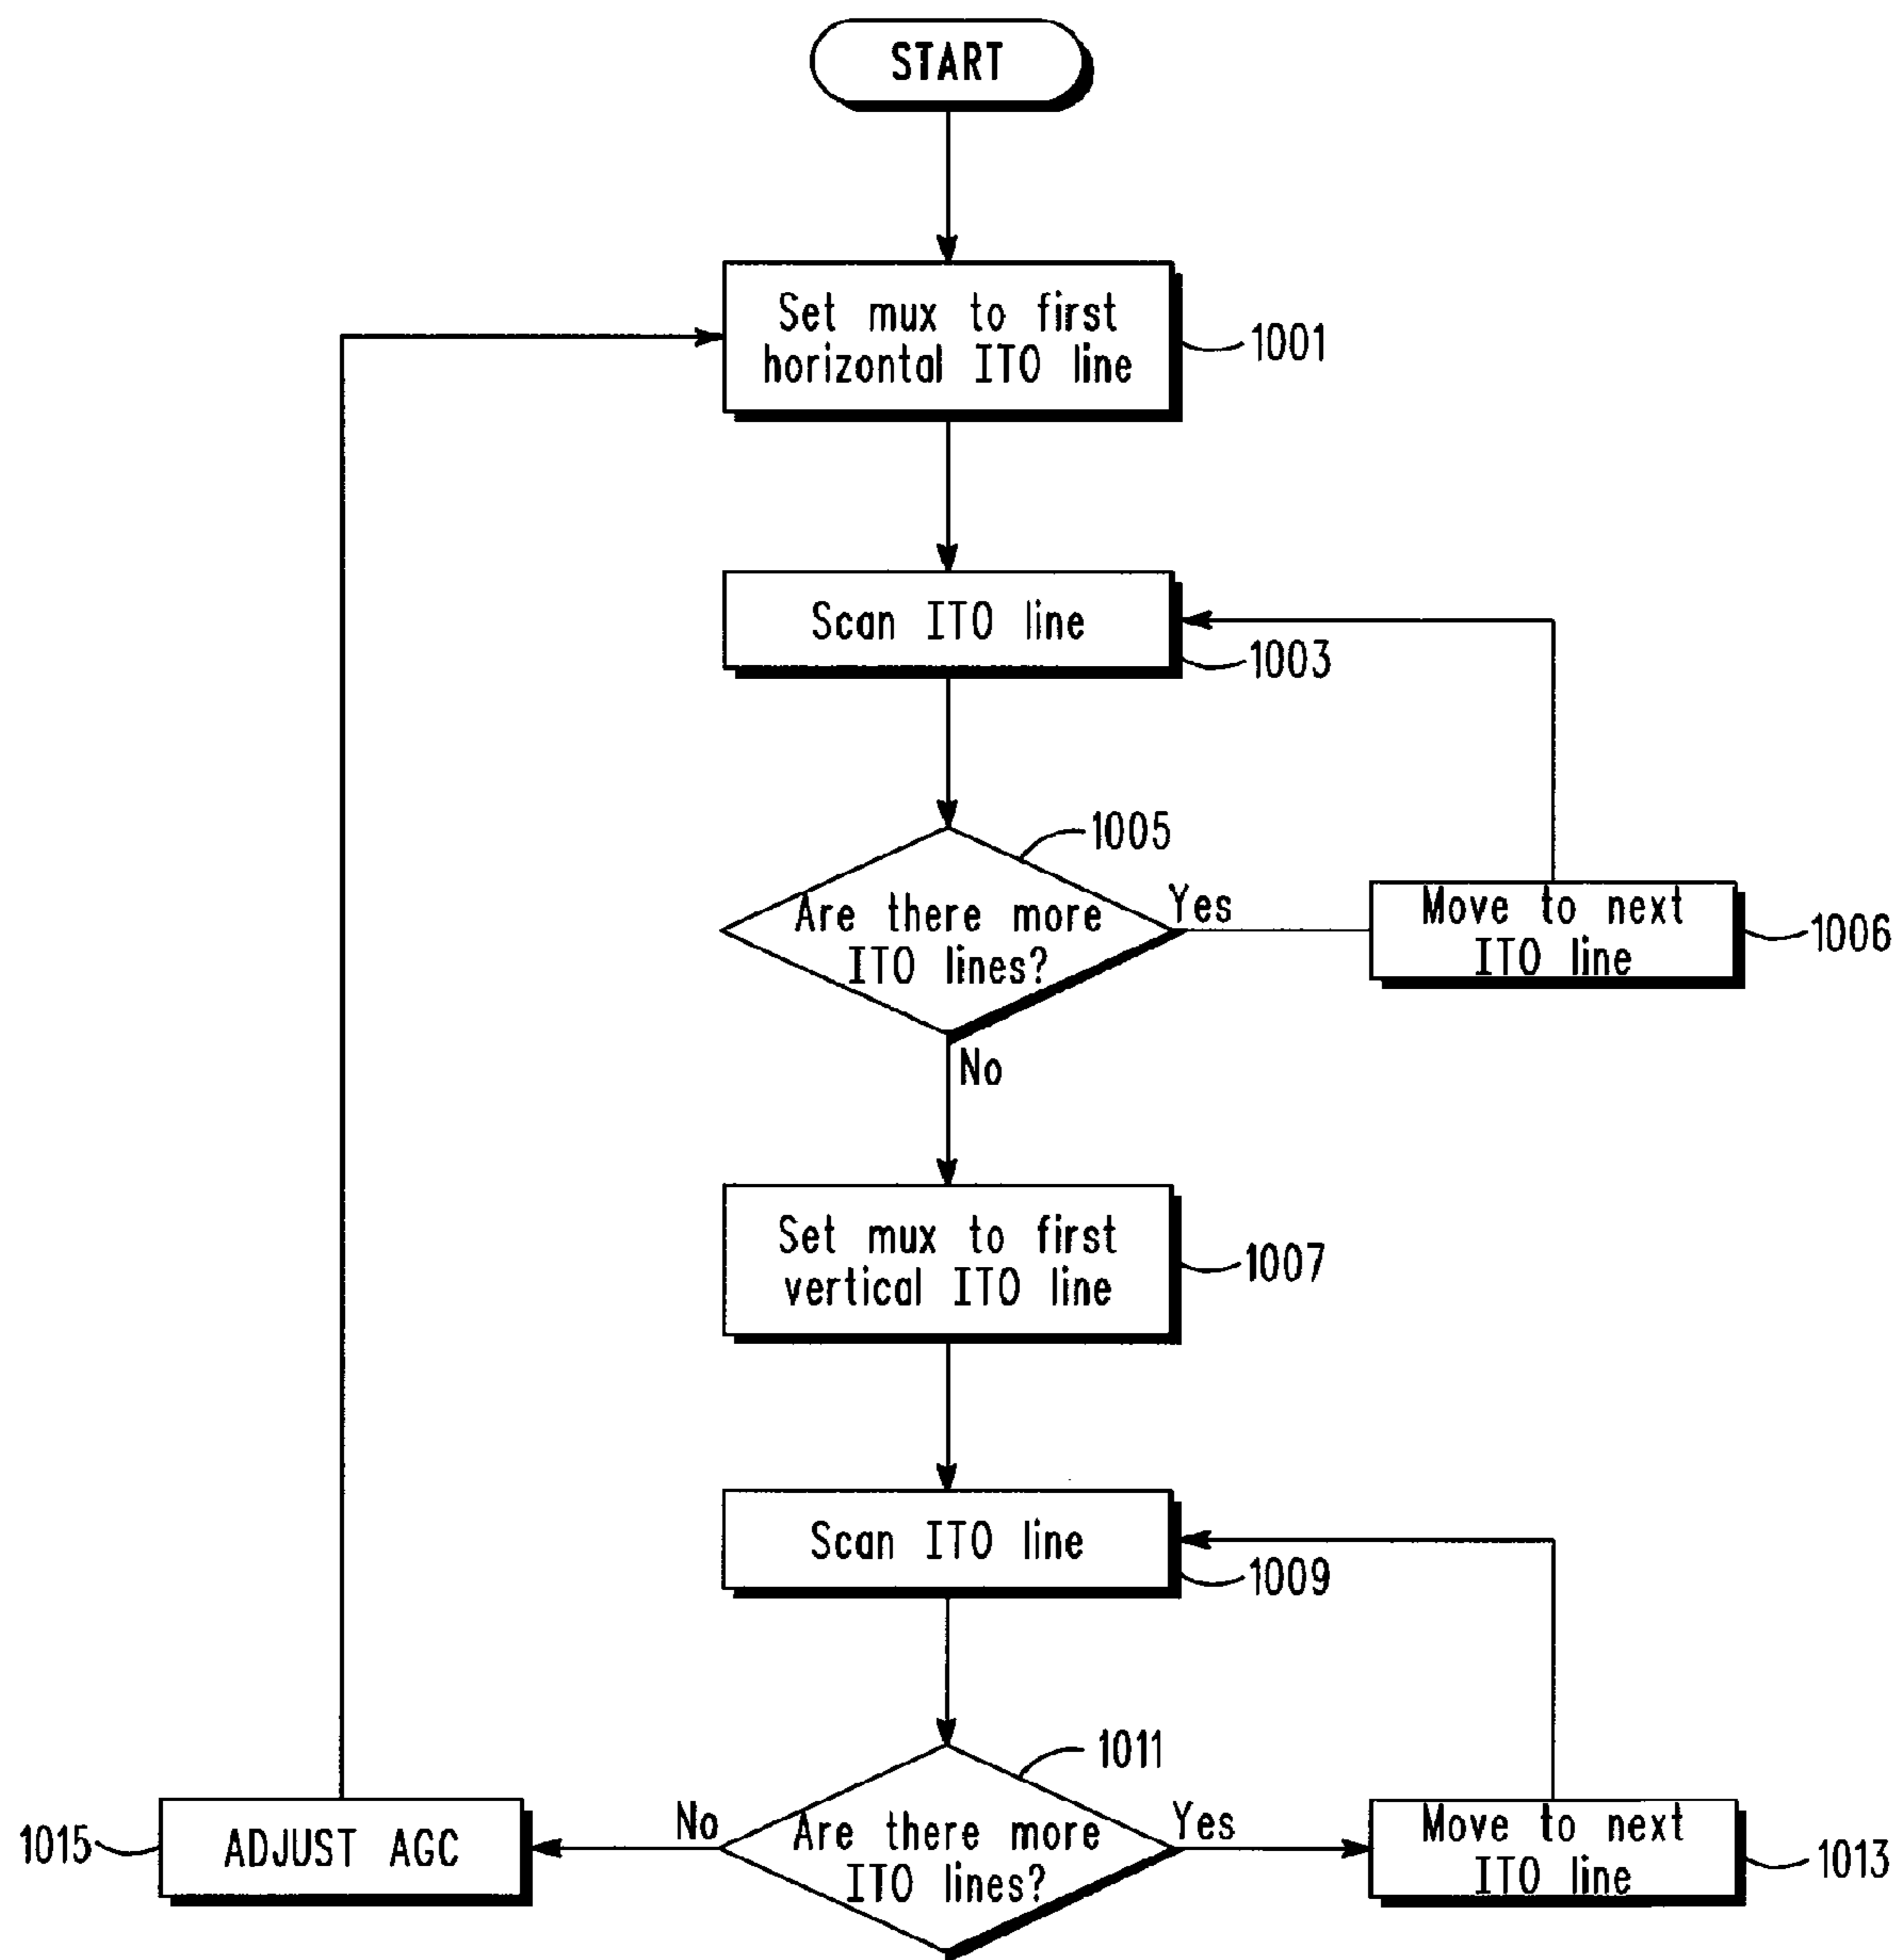 START
Set mux to first
horizontal ITO line
1001
Scan ITO line
1003
1005
Are there more
ITO lines?
Yes
Move to next
ITO line
1006
No
Set mux to first
vertical ITO line
1007
Scan ITO line
1009
1011
Are there more
ITO lines?
Yes
Move to next
ITO line
1013
No
ADJUST AGC
1015